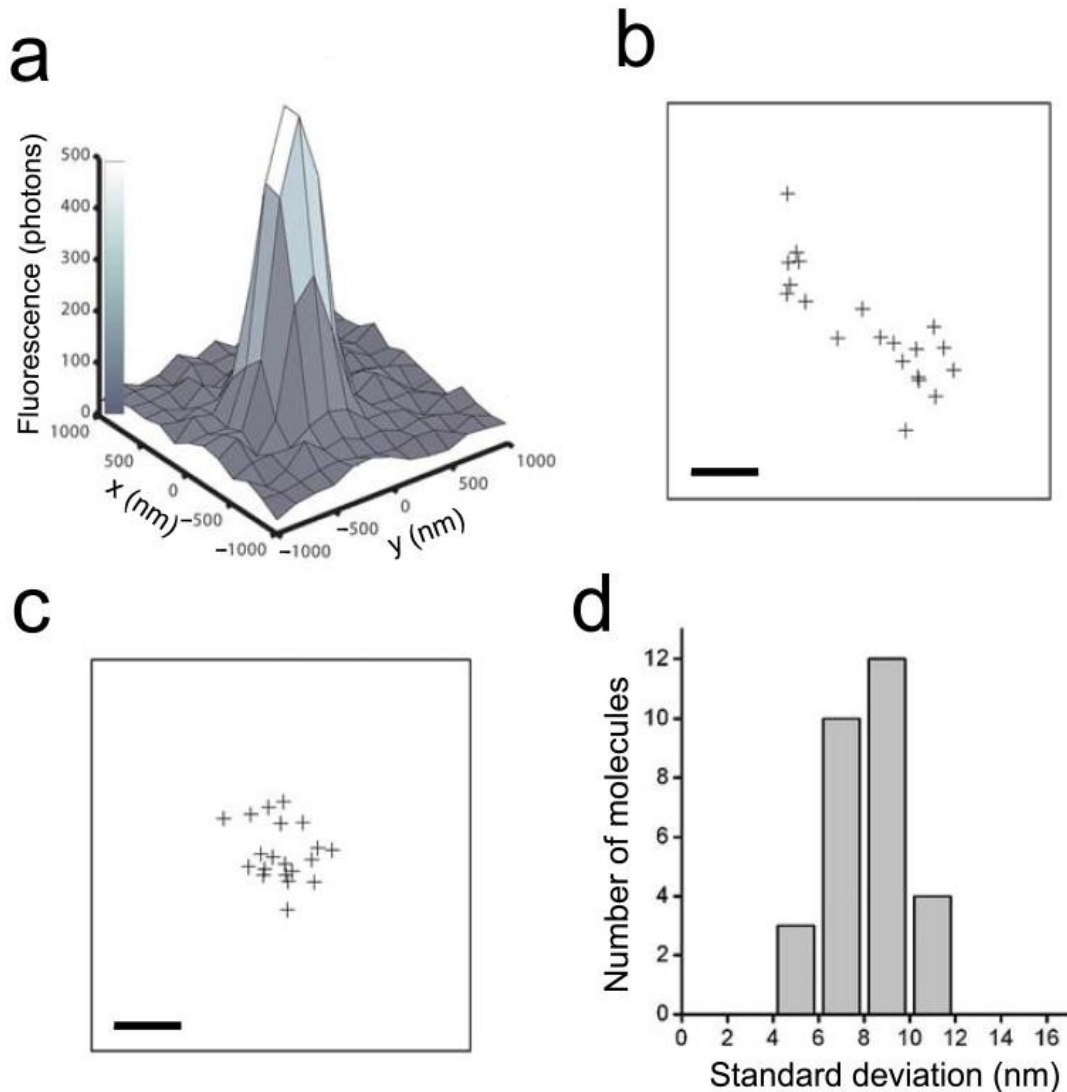 a
Fluorescence (photons)
500
400
300
200
100
0
1000
500
0
−500
−1000
x (nm)
−1000
−500
0
500
1000
y (nm)
b
c
d
Number of molecules
12
10
8
6
4
2
0
0 2 4 6 8 10 12 14 16
Standard deviation (nm)